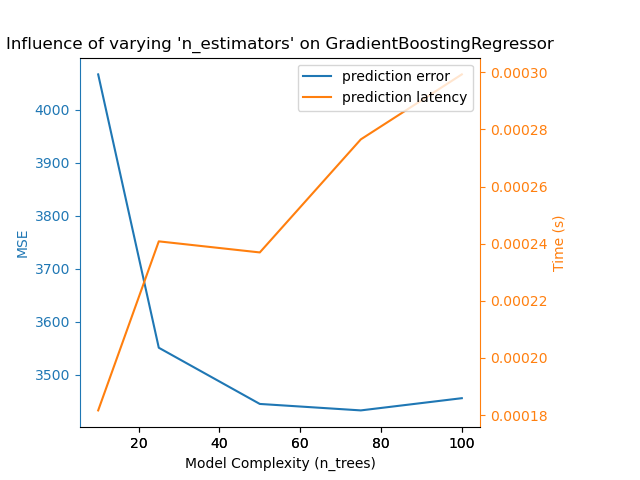 Influence of varying 'n_estimators' on GradientBoostingRegressor
prediction error
prediction latency
4000
3900
3800
3700
3600
3500
MSE
0.00030
0.00028
0.00026
0.00024
0.00022
0.00020
0.00018
Time (s)
20 40 60 80 100
Model Complexity (n_trees)